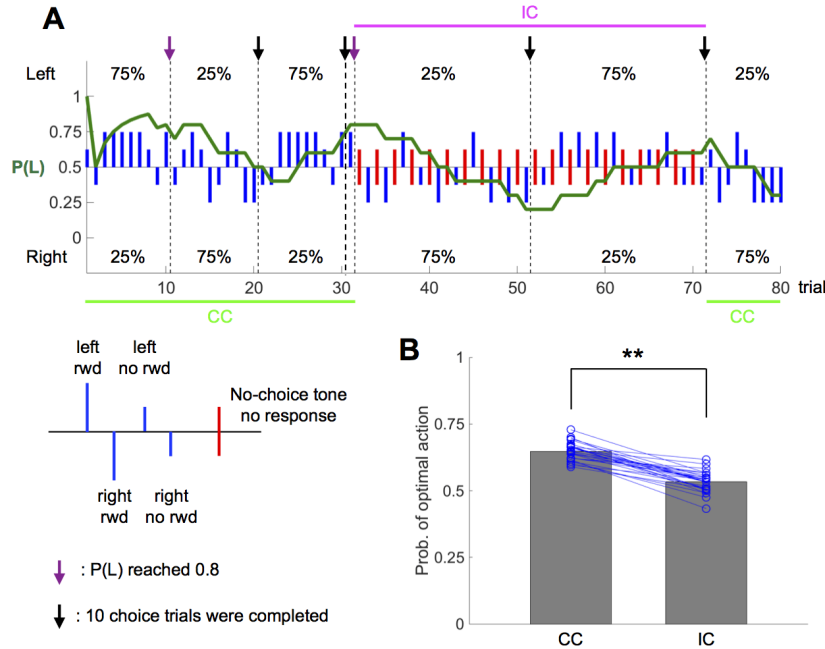 A
IC
Left
75%
25%
75%
25%
75%
25%
1
0.75
P(L)
0.5
0.25
0
Right
25%
75%
25%
75%
25%
75%
10
20
30
40
50
60
70
80
trial
CC
CC
left
rwd
left
no rwd
No-choice tone
no response
right
rwd
right
no rwd
: P(L) reached 0.8
: 10 choice trials were completed
B
**
Prob. of optimal action
1
0.75
0.5
0.25
0
CC
IC